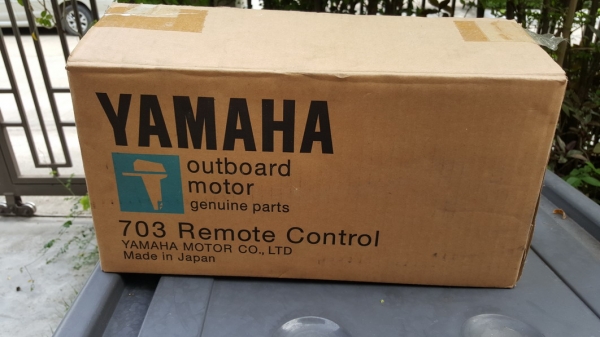 YAMAHA
outboard
motor
genuine parts
703 Remote Control
YAMAHA MOTOR CO., LTD
Made in Japan